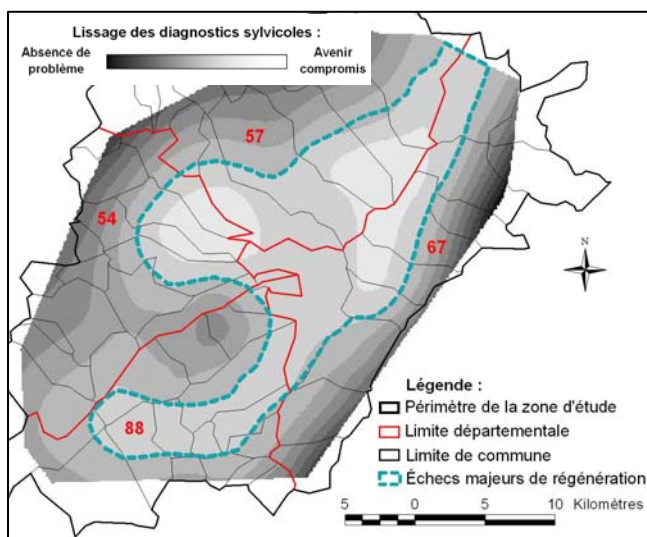 Lissage des diagnostics sylvicoles :
Absence de problème
Avenir compromis
57
54
67
N
88
Légende :
Périmètre de la zone d'étude
Limite départementale
Limite de commune
Échecs majeurs de régénération
5 0 5 10 Kilomètres